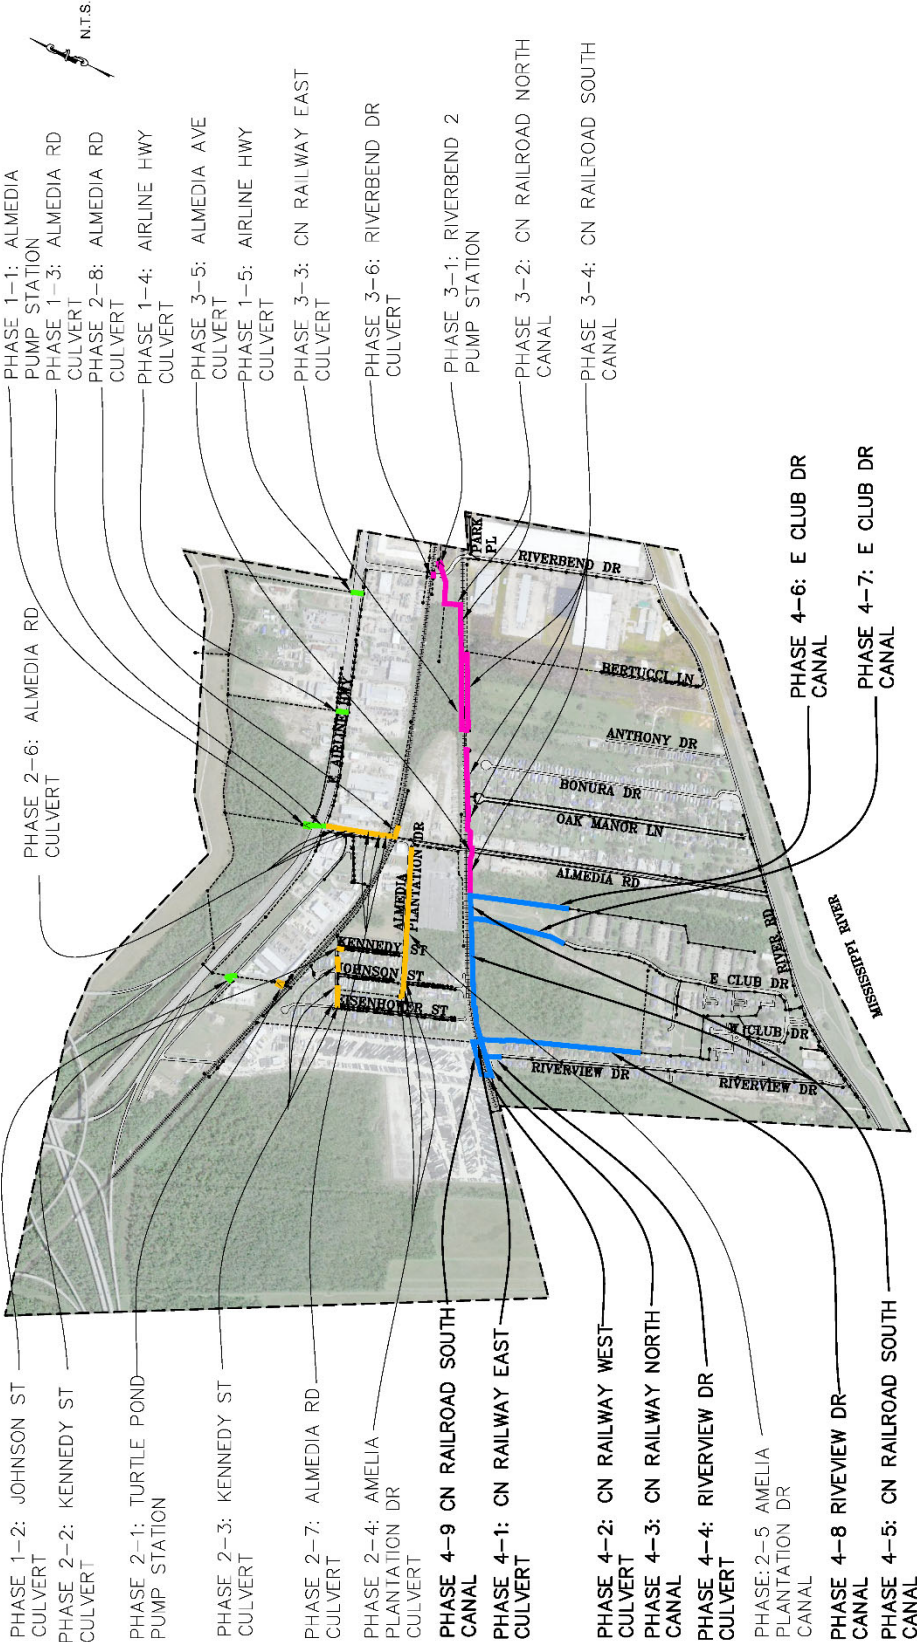 N.T.S.
PHASE 1-1: ALMEDIA
PUMP STATION
PHASE 1-3: ALMEDIA RD
CULVERT
PHASE 2-8: ALMEDIA RD
CULVERT
PHASE 1-4: AIRLINE HWY
CULVERT
PHASE 3-5: ALMEDIA AVE
CULVERT
PHASE 1-5: AIRLINE HWY
CULVERT
PHASE 3-3: CN RAILWAY EAST
CULVERT
PHASE 3-6: RIVERBEND DR
CULVERT
PHASE 3-1: RIVERBEND 2
PUMP STATION
PHASE 3-2: CN RAILROAD NORTH
CANAL
PHASE 3-4: CN RAILROAD SOUTH
CANAL
PHASE 2-6: ALMEDIA RD
CULVERT
PHASE 4-6: E CLUB DR
CANAL
PHASE 4-7: E CLUB DR
CANAL
PARK
PL
RIVERBEND DR
BERTUCCI LN
ANTHONY DR
BONURA DR
OAK MANOR LN
ALMEDIA RD
E AIRLINE HWY
ALMEDIA
PLANTATION DR
KENNEDY ST
JOHNSON ST
EISENHOWER ST
RIVER RD
MISSISSIPPI RIVER
E CLUB DR
W CLUB DR
RIVERVIEW DR
RIVERVIEW DR
PHASE 1-2: JOHNSON ST
CULVERT
PHASE 2-2: KENNEDY ST
CULVERT
PHASE 2-1: TURTLE POND
PUMP STATION
PHASE 2-3: KENNEDY ST
CULVERT
PHASE 2-7: ALMEDIA RD
CULVERT
PHASE 2-4: AMELIA
PLANTATION DR
CULVERT
PHASE 4-9 CN RAILROAD SOUTH
CANAL
PHASE 4-1: CN RAILWAY EAST
CULVERT
PHASE 4-2: CN RAILWAY WEST
CULVERT
PHASE 4-3: CN RAILWAY NORTH
CANAL
PHASE 4-4: RIVERVIEW DR
CULVERT
PHASE: 2-5 AMELIA
PLANTATION DR
CANAL
PHASE 4-8 RIVEVIEW DR
CANAL
PHASE 4-5: CN RAILROAD SOUTH
CANAL